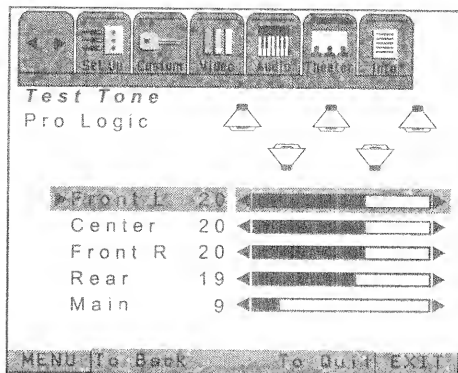 Set Up Custom Video Audio Theater Info
Test Tone
Pro Logic
Front L 20
Center 20
Front R 20
Rear 19
Main 9
MENU To Back To Quit EXIT